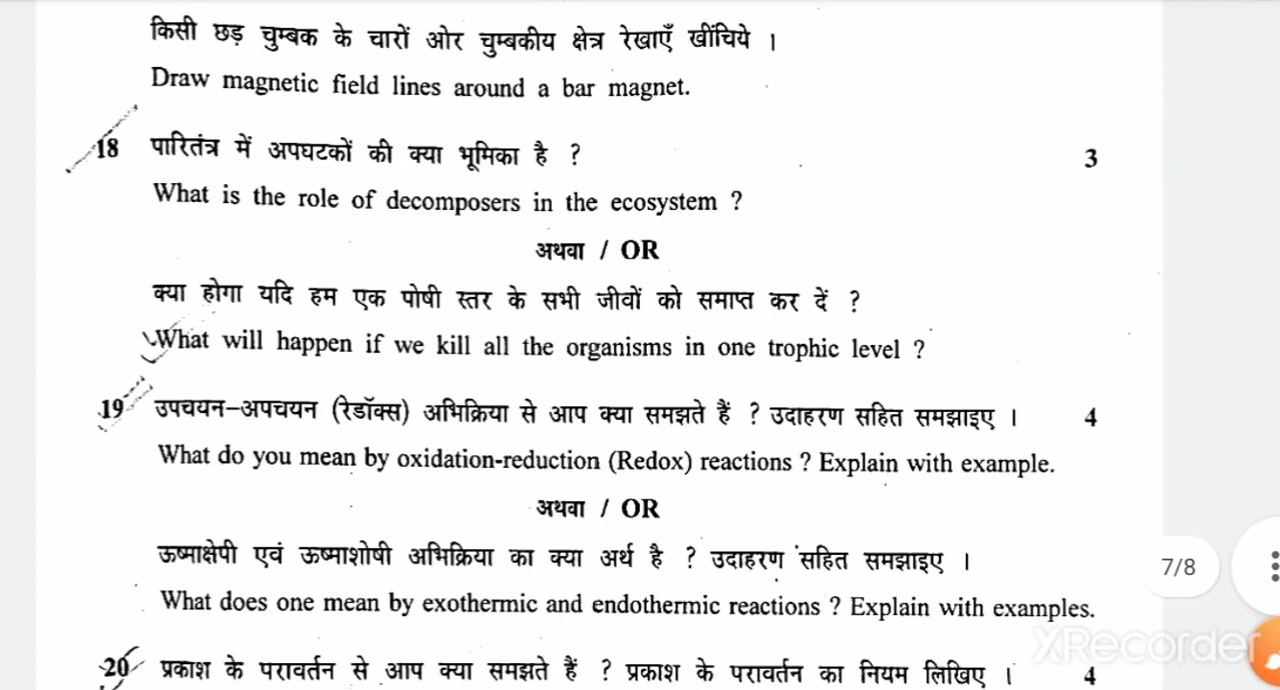 किसी छड़ चुम्बक के चारों ओर चुम्बकीय क्षेत्र रेखाएँ खींचिये ।
Draw magnetic field lines around a bar magnet.
18 पारितंत्र में अपघटकों की क्या भूमिका है ? 3
What is the role of decomposers in the ecosystem ?
अथवा / OR
क्या होगा यदि हम एक पोषी स्तर के सभी जीवों को समाप्त कर दें ?
What will happen if we kill all the organisms in one trophic level ?
19 उपचयन–अपचयन (रेडॉक्स) अभिक्रिया से आप क्या समझते हैं ? उदाहरण सहित समझाइए । 4
What do you mean by oxidation-reduction (Redox) reactions ? Explain with example.
अथवा / OR
ऊष्माक्षेपी एवं ऊष्माशोषी अभिक्रिया का क्या अर्थ है ? उदाहरण सहित समझाइए ।
7/8
What does one mean by exothermic and endothermic reactions ? Explain with examples.
XRecorder
20 प्रकाश के परावर्तन से आप क्या समझते हैं ? प्रकाश के परावर्तन का नियम लिखिए । 4